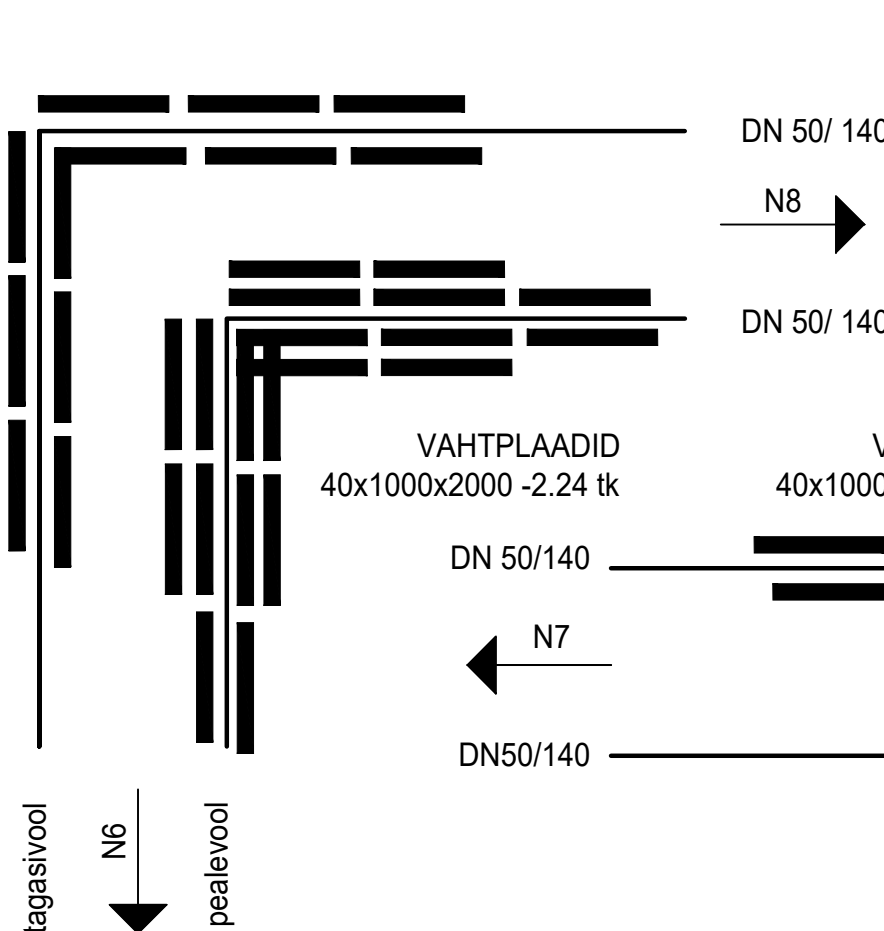 DN 50/ 140
N8
DN 50/ 140
VAHTPLAADID
40x1000x2000 -2.24 tk
V
40x1000
DN 50/140
N7
DN50/140
tagasivool
N6
pealevool